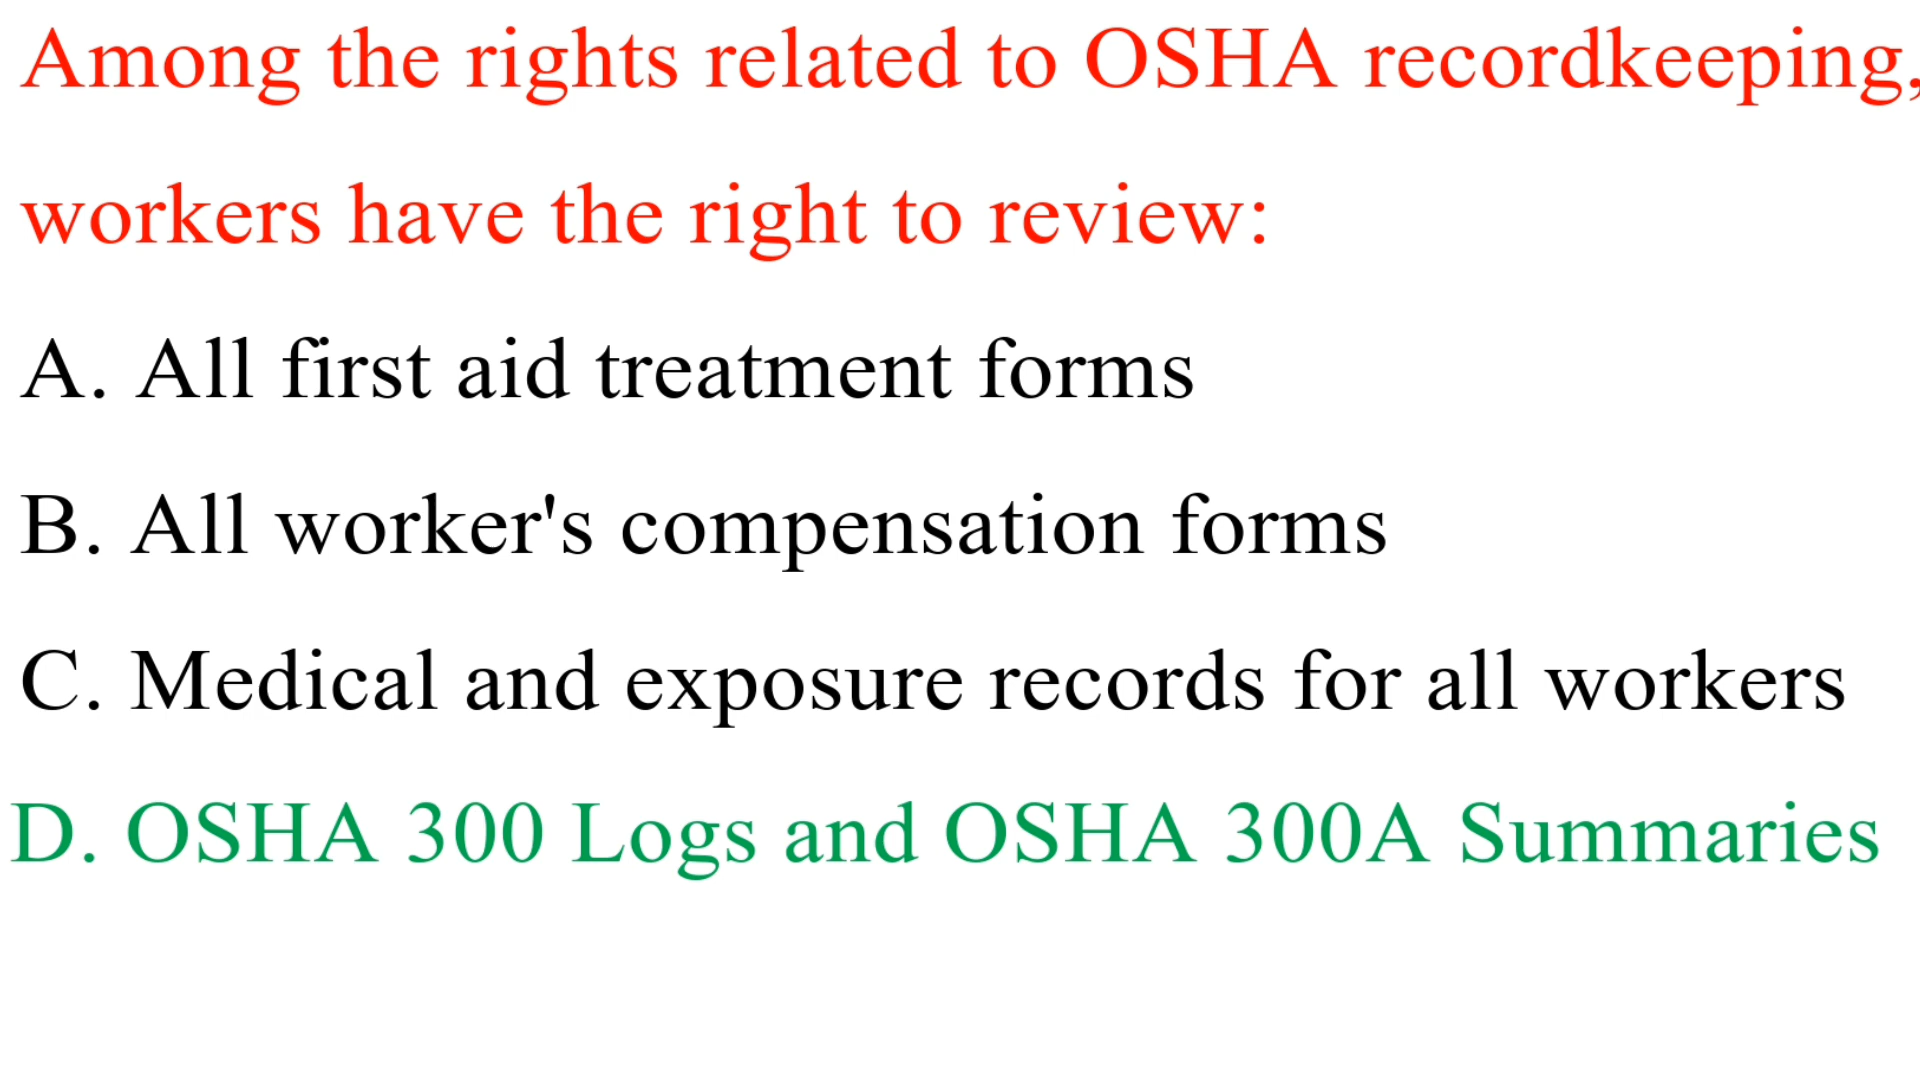 Among the rights related to OSHA recordkeeping,
workers have the right to review:
A. All first aid treatment forms
B. All worker's compensation forms
C. Medical and exposure records for all workers
D. OSHA 300 Logs and OSHA 300A Summaries